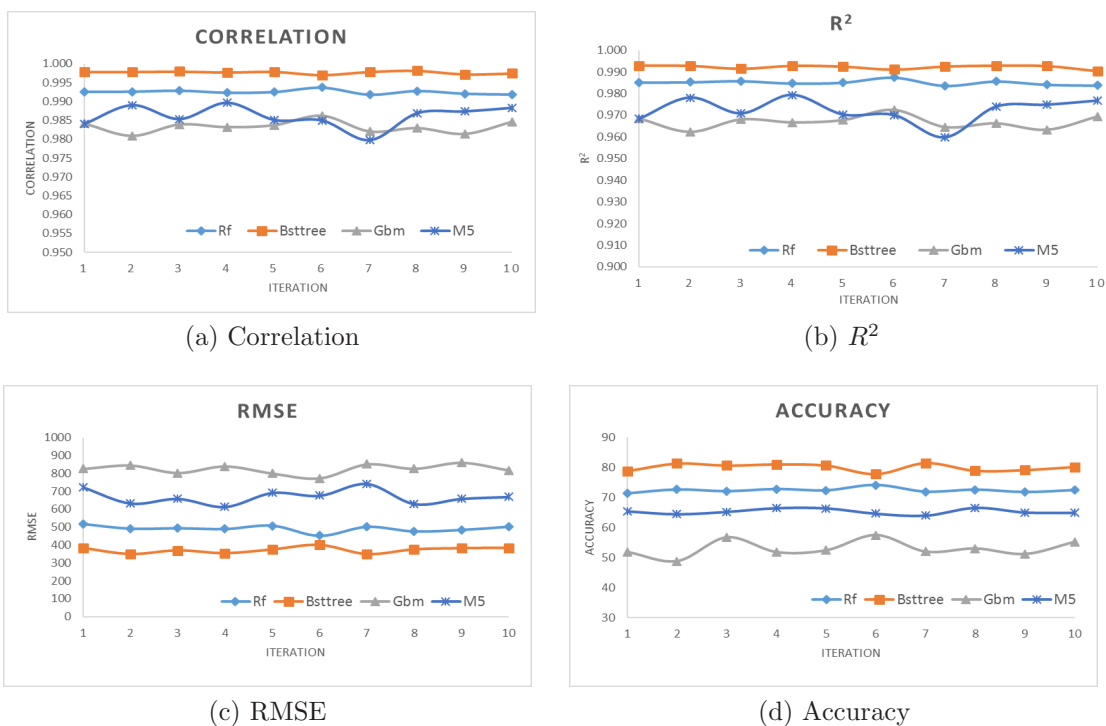 CORRELATION
CORRELATION
1.000
0.995
0.990
0.985
0.980
0.975
0.970
0.965
0.960
0.955
0.950
Rf Bsttree Gbm M5
1 2 3 4 5 6 7 8 9 10
ITERATION
(a) Correlation
R²
R²
1.000
0.990
0.980
0.970
0.960
0.950
0.940
0.930
0.920
0.910
0.900
Rf Bsttree Gbm M5
1 2 3 4 5 6 7 8 9 10
ITERATION
(b) R²
RMSE
RMSE
1000
900
800
700
600
500
400
300
200
100
0
Rf Bsttree Gbm M5
1 2 3 4 5 6 7 8 9 10
ITERATION
(c) RMSE
ACCURACY
ACCURACY
90
80
70
60
50
40
30
Rf Bsttree Gbm M5
1 2 3 4 5 6 7 8 9 10
ITERATION
(d) Accuracy